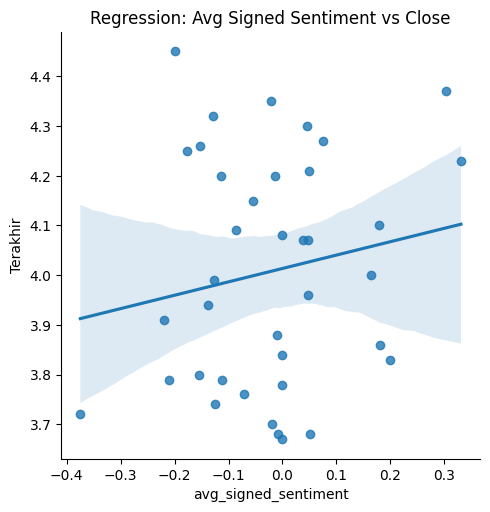 Regression: Avg Signed Sentiment vs Close
Terakhir
4.4
4.3
4.2
4.1
4.0
3.9
3.8
3.7
−0.4 −0.3 −0.2 −0.1 0.0 0.1 0.2 0.3
avg_signed_sentiment